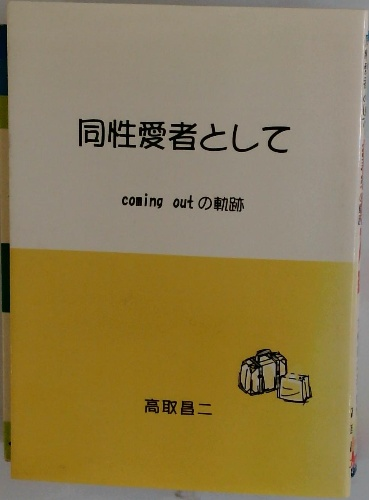 同性愛者として
coming outの軌跡
高取昌二